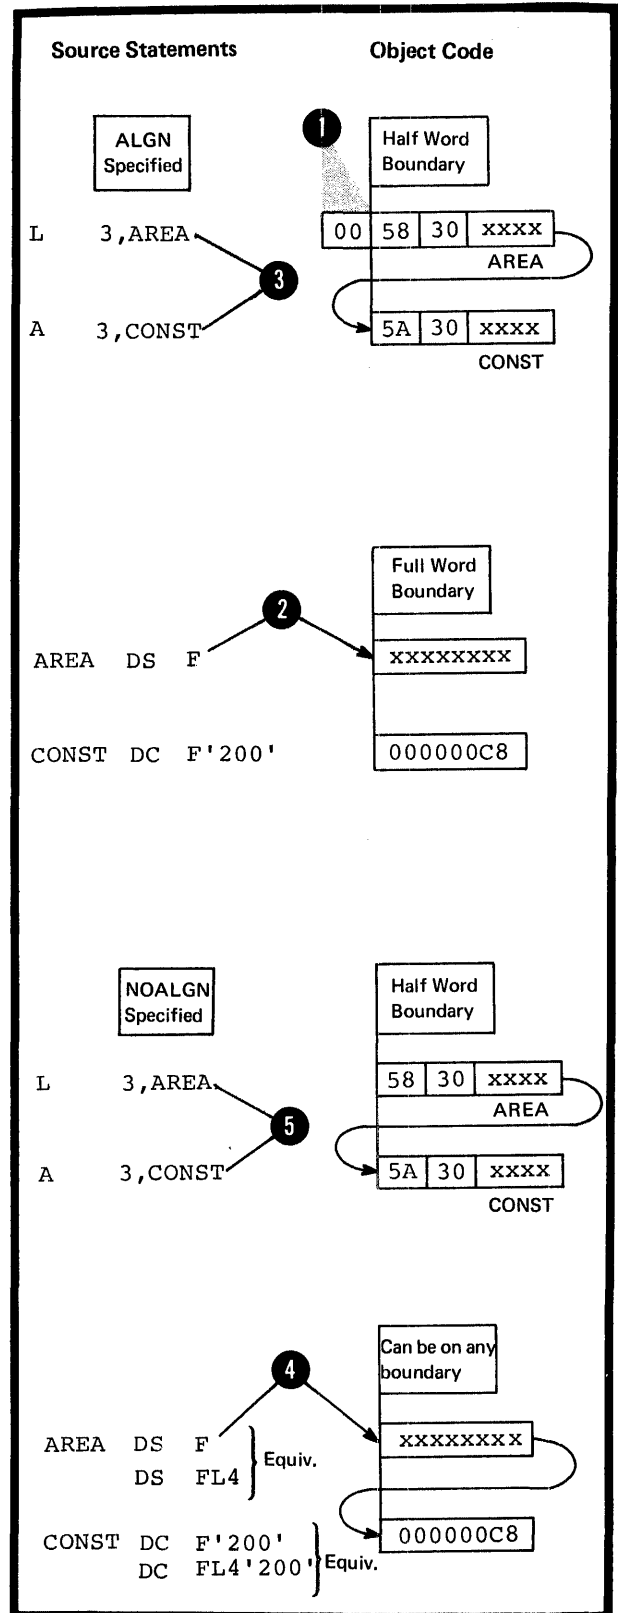 Source Statements Object Code
1
ALGN
Specified
Half Word
Boundary
L 3,AREA 00 58 30 xxxx
AREA
3
A 3,CONST 5A 30 xxxx
CONST
Full Word
Boundary
2
AREA DS F xxxxxxxx
CONST DC F'200' 000000C8
NOALGN
Specified
Half Word
Boundary
L 3,AREA 58 30 xxxx
AREA
5
A 3,CONST 5A 30 xxxx
CONST
Can be on any
boundary
4
AREA DS F xxxxxxxx
DS FL4 Equiv.
CONST DC F'200' 000000C8
DC FL4'200' Equiv.